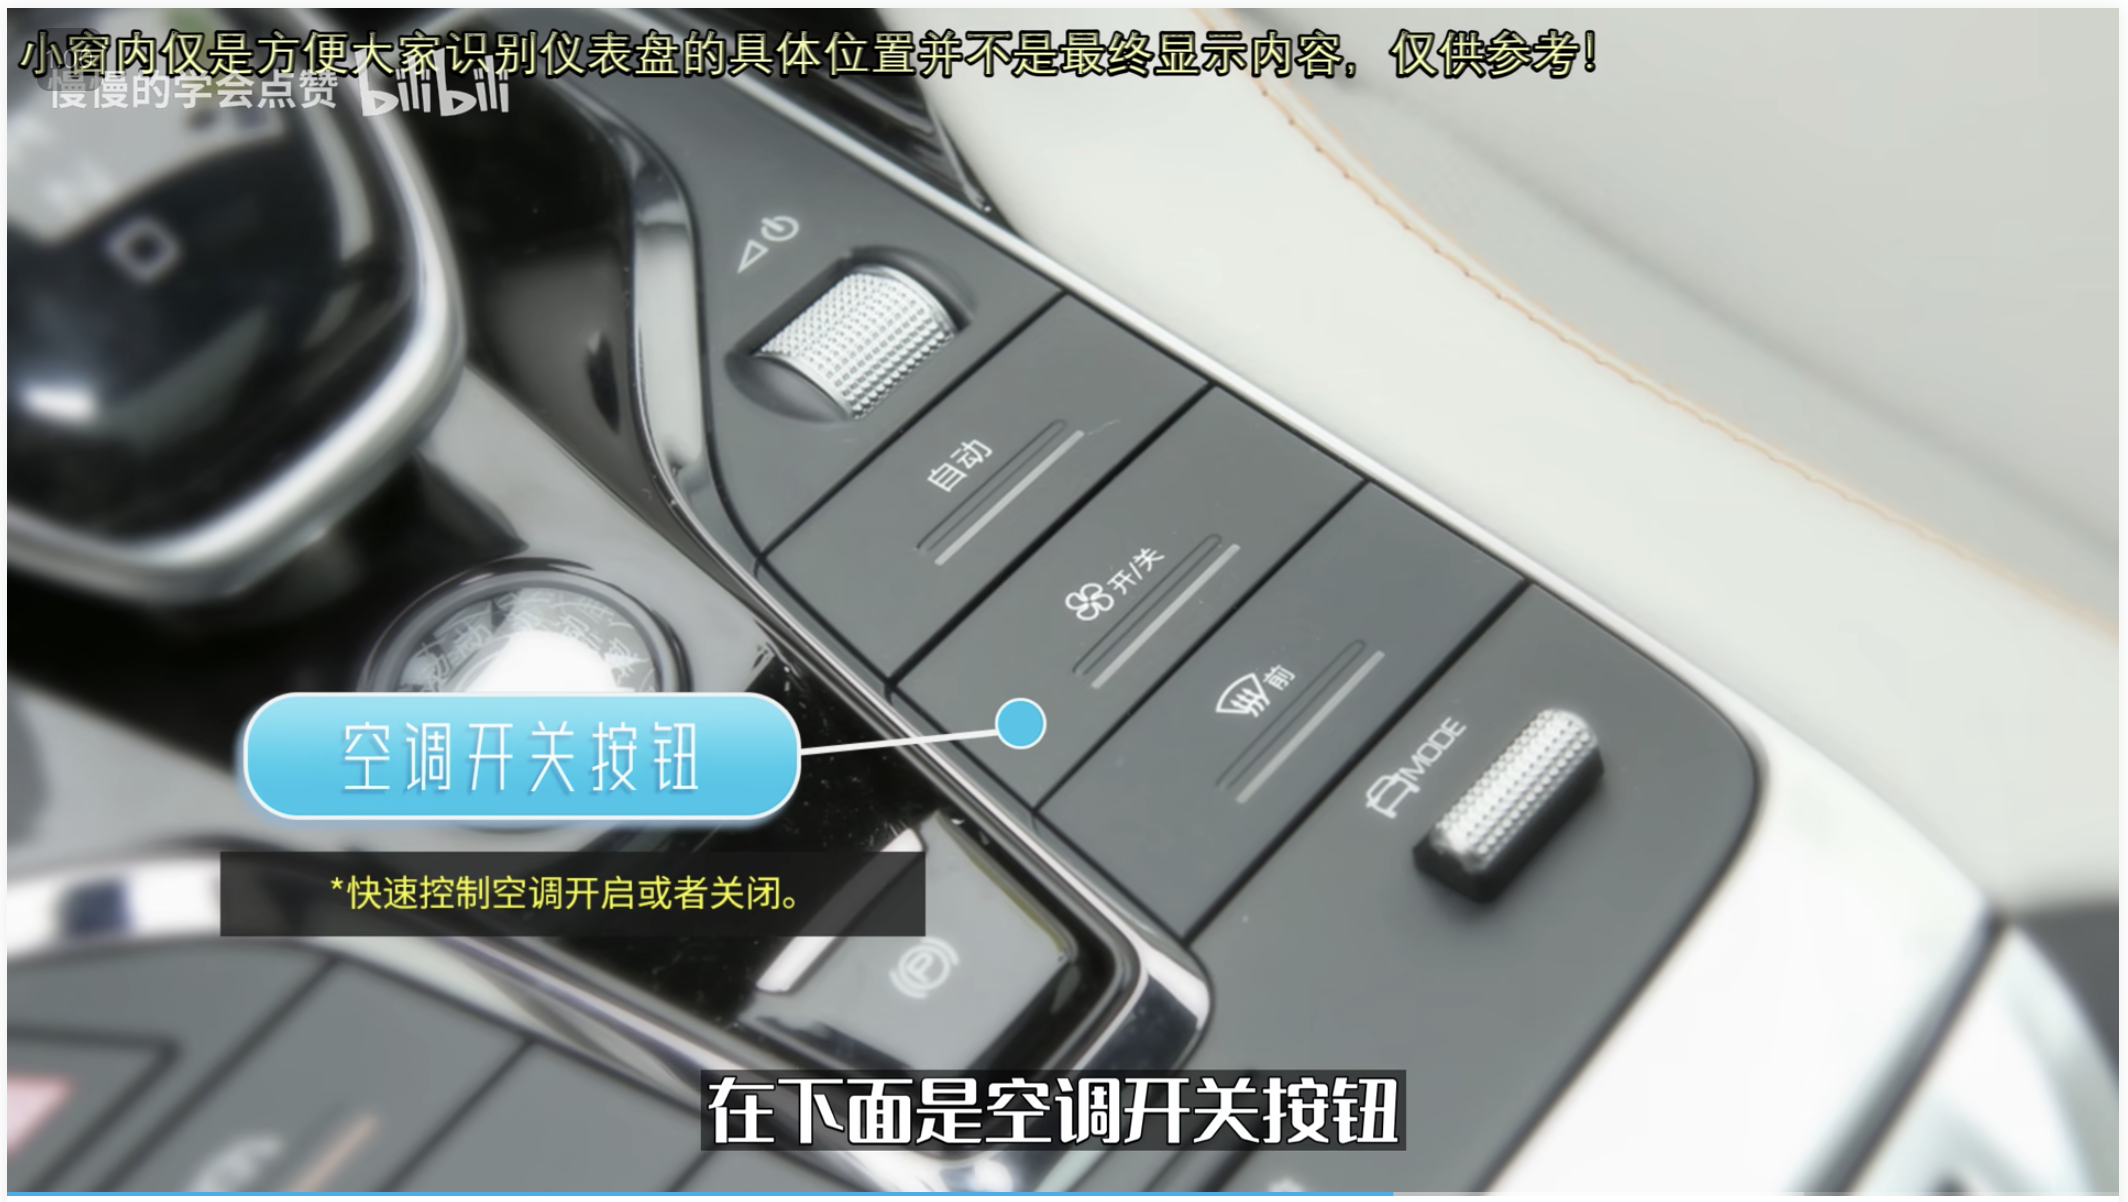 小窗内仅是方便大家识别仪表盘的具体位置并不是最终显示内容，仅供参考！
慢慢的学会点赞 bilibili
自动
开/关
前
MODE
空调开关按钮
*快速控制空调开启或者关闭。
P
在下面是空调开关按钮